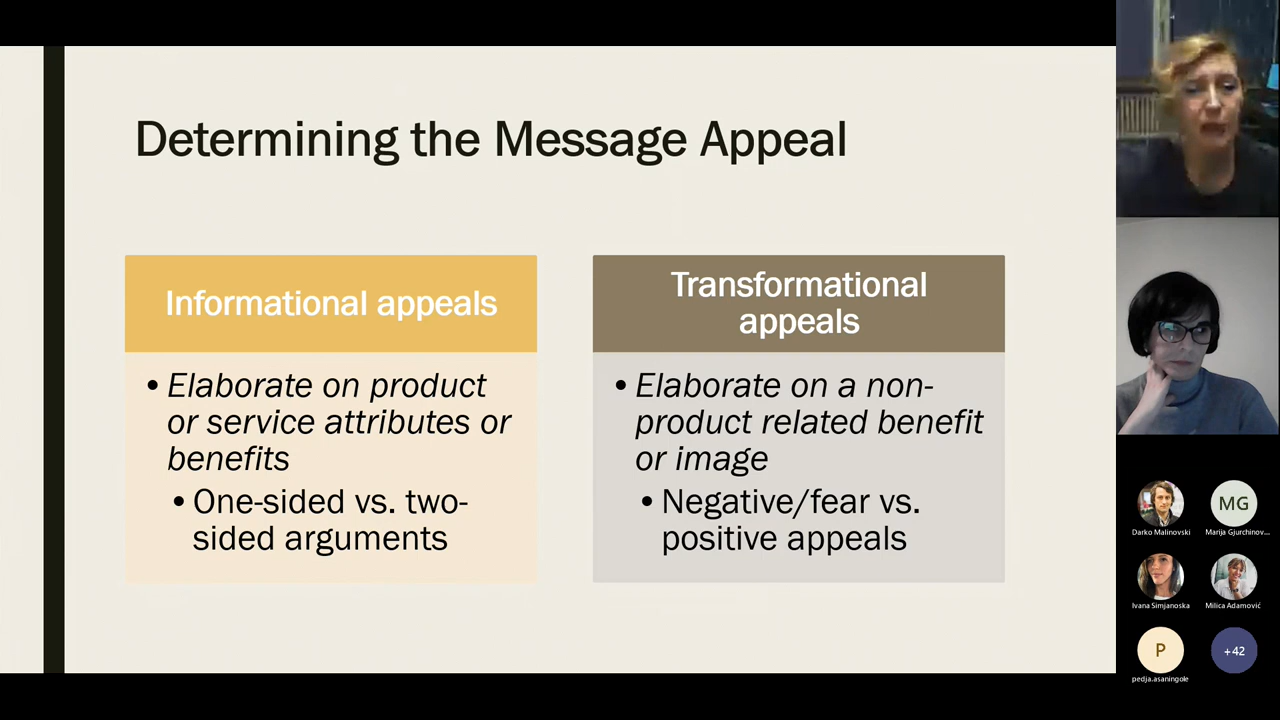 Determining the Message Appeal
Informational appeals
• Elaborate on product
or service attributes or
benefits
• One-sided vs. two-
sided arguments
Transformational
appeals
• Elaborate on a non-
product related benefit
or image
• Negative/fear vs.
positive appeals
Darko Malinovski
MG
Marija Gjurchinov...
Ivana Simjanoska
Milica Adamović
P
pedja.asaningole
+42